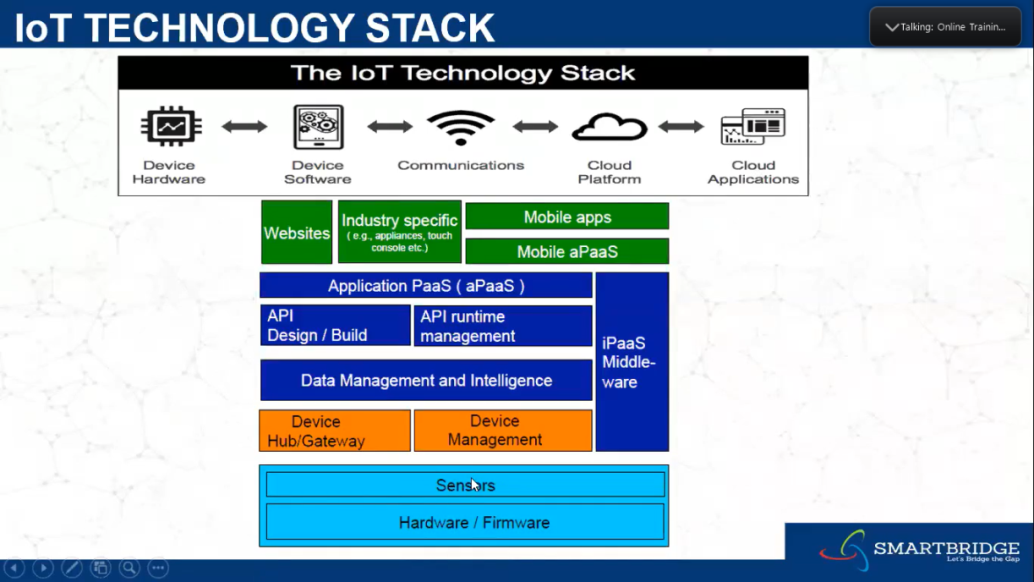 IoT TECHNOLOGY STACK
Talking: Online Trainin...
The IoT Technology Stack
Device
Hardware
Device
Software
Communications
Cloud
Platform
Cloud
Applications
Websites
Industry specific
( e.g., appliances, touch
console etc.)
Mobile apps
Mobile aPaaS
Application PaaS ( aPaaS )
API
Design / Build
API runtime
management
iPaaS
Middle-
ware
Data Management and Intelligence
Device
Hub/Gateway
Device
Management
Sensors
Hardware / Firmware
SMARTBRIDGE
Let's Bridge the Gap